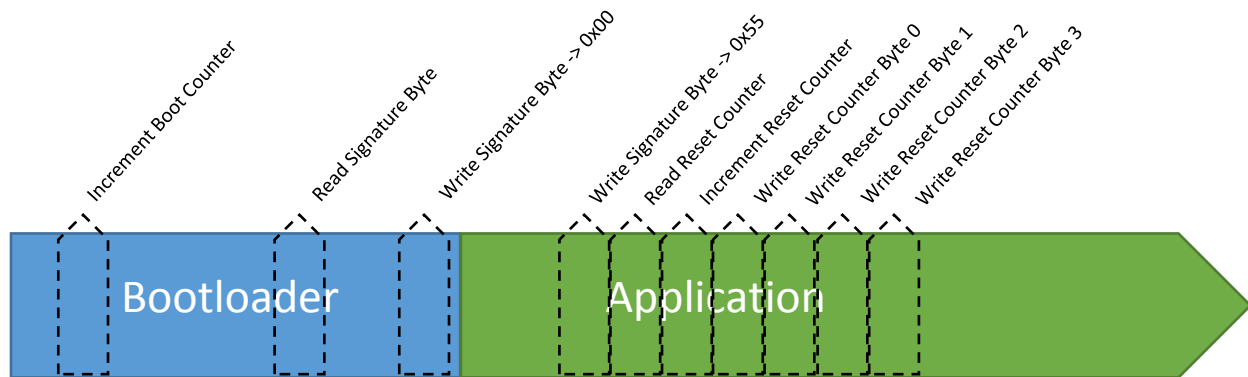 Increment Boot Counter
Read Signature Byte
Write Signature Byte -> 0x00
Write Signature Byte -> 0x55
Read Reset Counter
Increment Reset Counter
Write Reset Counter Byte 0
Write Reset Counter Byte 1
Write Reset Counter Byte 2
Write Reset Counter Byte 3
Bootloader
Application